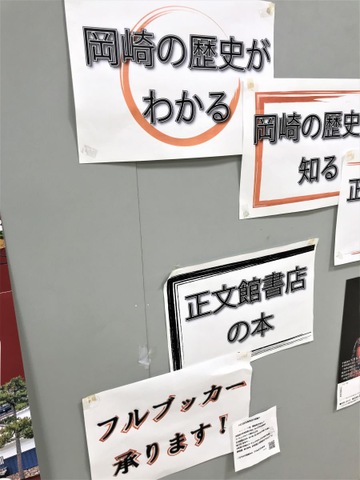 岡崎の歴史が
わかる
岡崎の歴史
知る
正
正文館書店
の本
フルブッカー
承ります!